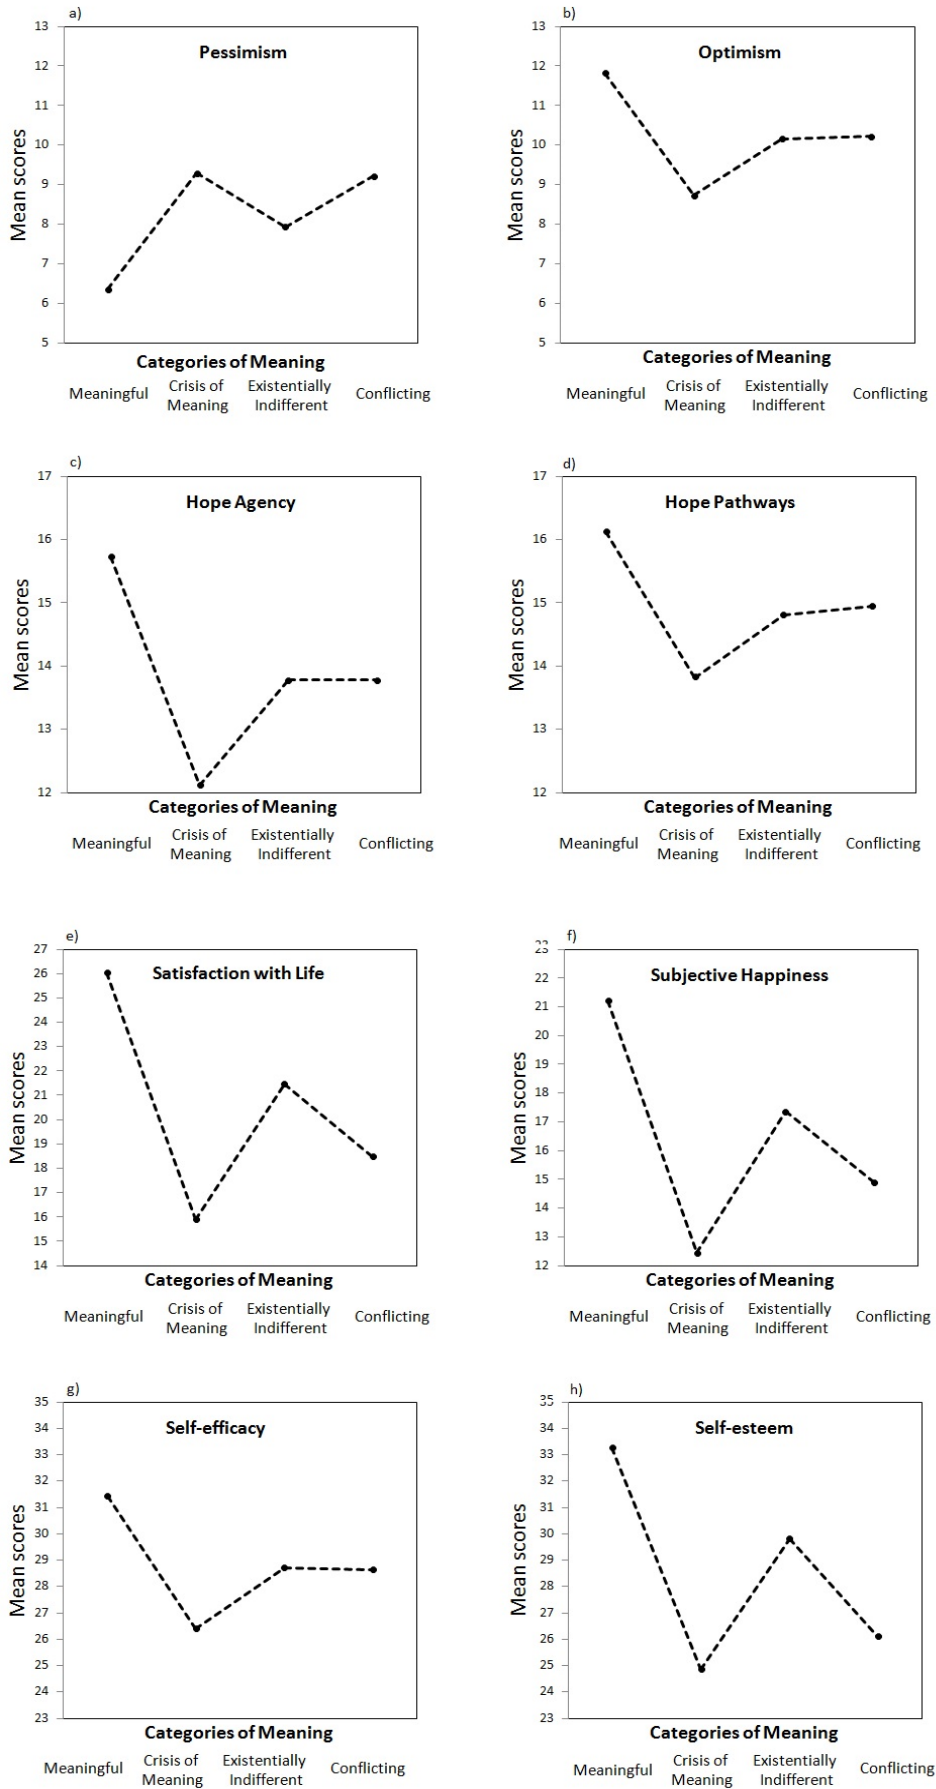 a)
Pessimism
13
12
11
10
9
8
7
6
5
Mean scores
Categories of Meaning
Meaningful
Crisis of
Meaning
Existentially
Indifferent
Conflicting
b)
Optimism
13
12
11
10
9
8
7
6
5
Mean scores
Categories of Meaning
Meaningful
Crisis of
Meaning
Existentially
Indifferent
Conflicting
c)
Hope Agency
17
16
15
14
13
12
Mean scores
Categories of Meaning
Meaningful
Crisis of
Meaning
Existentially
Indifferent
Conflicting
d)
Hope Pathways
17
16
15
14
13
12
Mean scores
Categories of Meaning
Meaningful
Crisis of
Meaning
Existentially
Indifferent
Conflicting
e)
Satisfaction with Life
27
26
25
24
23
22
21
20
19
18
17
16
15
14
Mean scores
Categories of Meaning
Meaningful
Crisis of
Meaning
Existentially
Indifferent
Conflicting
f)
Subjective Happiness
23
22
21
20
19
18
17
16
15
14
13
12
Mean scores
Categories of Meaning
Meaningful
Crisis of
Meaning
Existentially
Indifferent
Conflicting
g)
Self-efficacy
35
34
33
32
31
30
29
28
27
26
25
24
23
Mean scores
Categories of Meaning
Meaningful
Crisis of
Meaning
Existentially
Indifferent
Conflicting
h)
Self-esteem
35
34
33
32
31
30
29
28
27
26
25
24
23
Mean scores
Categories of Meaning
Meaningful
Crisis of
Meaning
Existentially
Indifferent
Conflicting